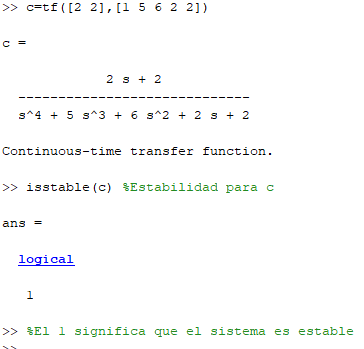 >> c=tf([2 2],[1 5 6 2 2])
c =
2 s + 2
-----------------------------
s^4 + 5 s^3 + 6 s^2 + 2 s + 2
Continuous-time transfer function.
>> isstable(c) %Estabilidad para c
ans =
logical
1
>> %El 1 significa que el sistema es estable
>>